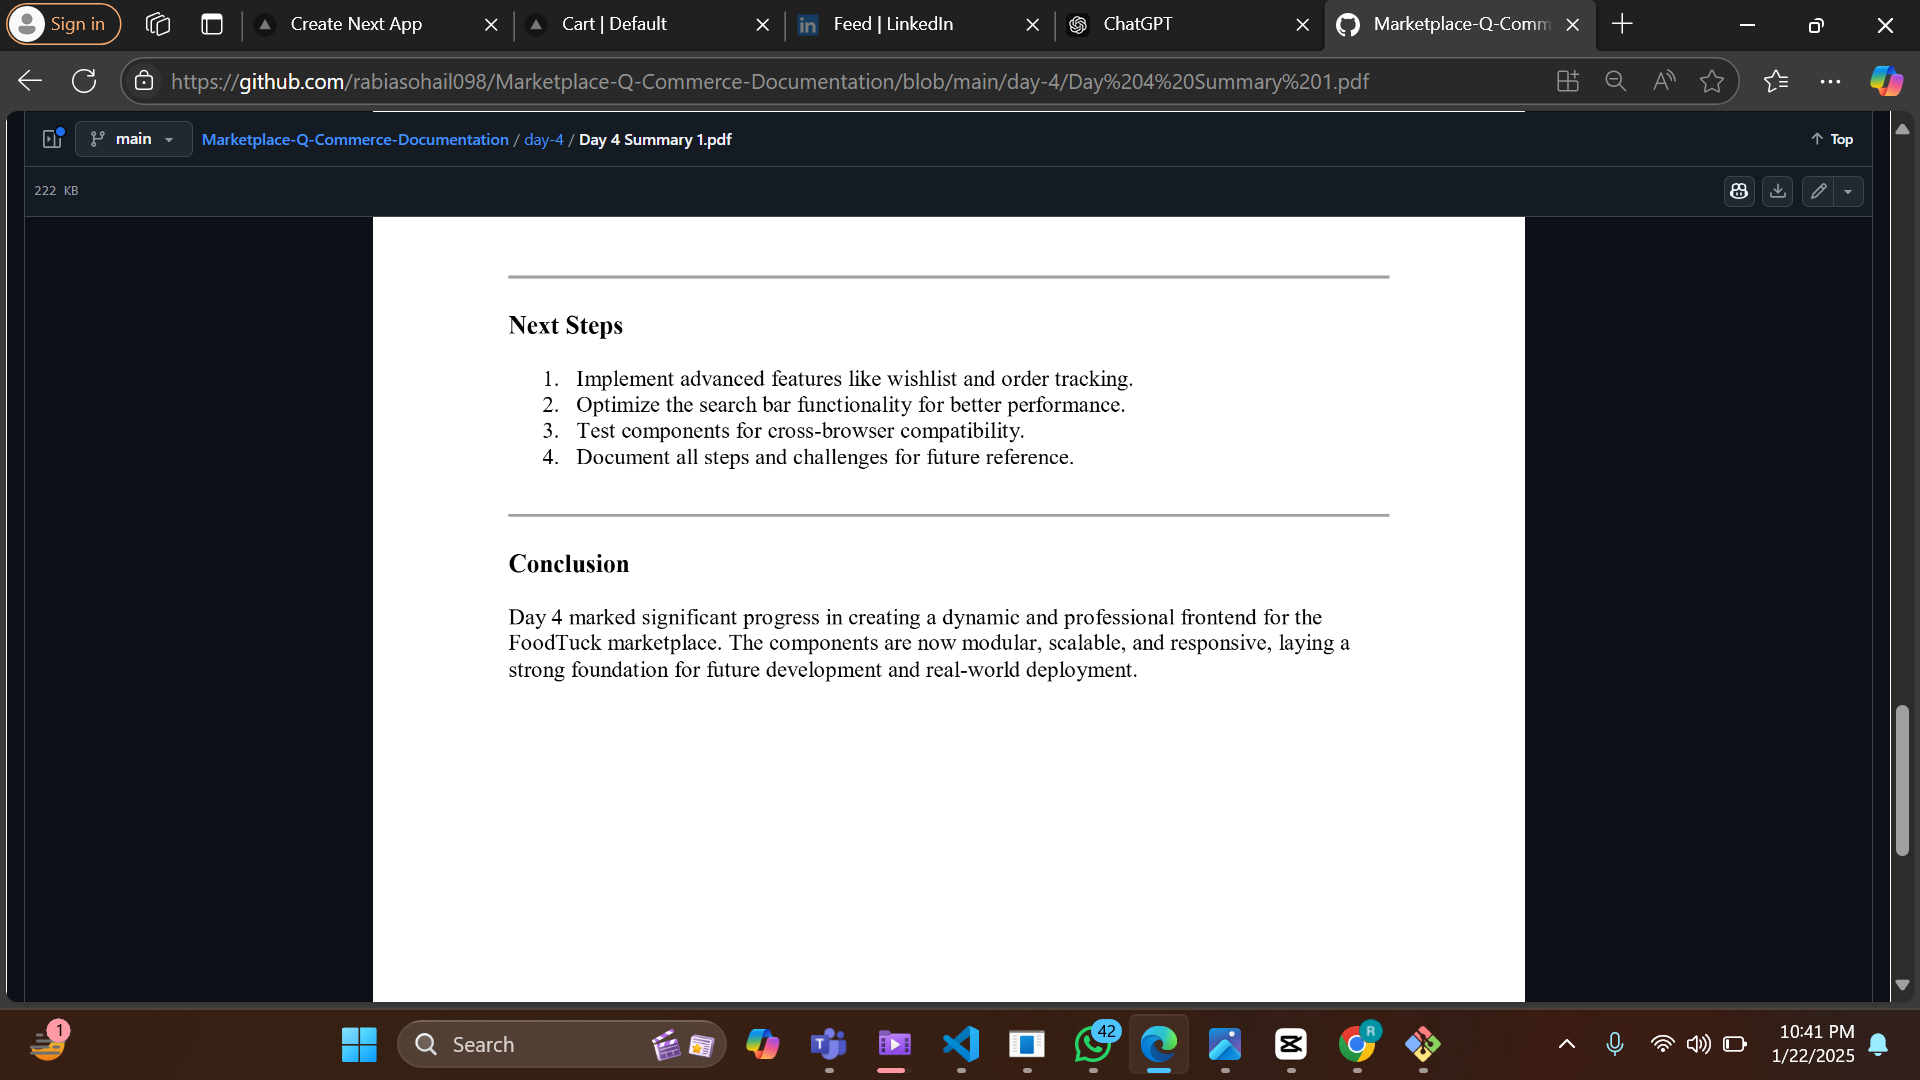 Sign in
Create Next App
Cart | Default
Feed | LinkedIn
ChatGPT
Marketplace-Q-Comm
https://github.com/rabiasohail098/Marketplace-Q-Commerce-Documentation/blob/main/day-4/Day%204%20Summary%201.pdf
main
Marketplace-Q-Commerce-Documentation / day-4 / Day 4 Summary 1.pdf
Top
222 KB
Next Steps
1. Implement advanced features like wishlist and order tracking.
2. Optimize the search bar functionality for better performance.
3. Test components for cross-browser compatibility.
4. Document all steps and challenges for future reference.
Conclusion
Day 4 marked significant progress in creating a dynamic and professional frontend for the
FoodTuck marketplace. The components are now modular, scalable, and responsive, laying a
strong foundation for future development and real-world deployment.
1
Search
42
R
10:41 PM
1/22/2025